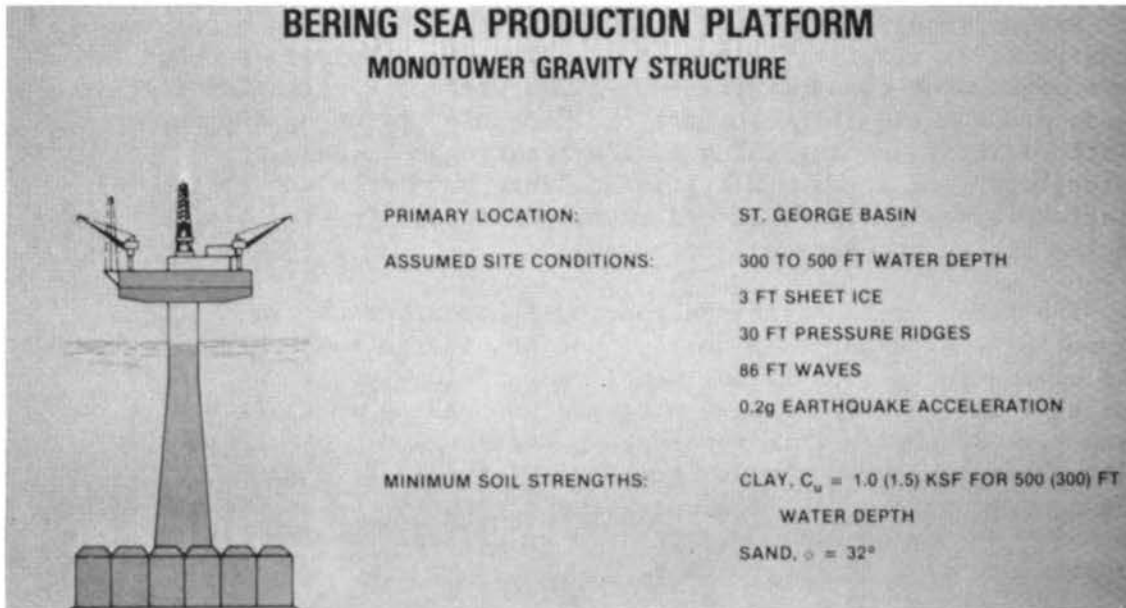 BERING SEA PRODUCTION PLATFORM
MONOTOWER GRAVITY STRUCTURE
PRIMARY LOCATION: ST. GEORGE BASIN
ASSUMED SITE CONDITIONS: 300 TO 500 FT WATER DEPTH
3 FT SHEET ICE
30 FT PRESSURE RIDGES
86 FT WAVES
0.2g EARTHQUAKE ACCELERATION
MINIMUM SOIL STRENGTHS: CLAY, Cᵤ = 1.0 (1.5) KSF FOR 500 (300) FT
WATER DEPTH
SAND, φ = 32°